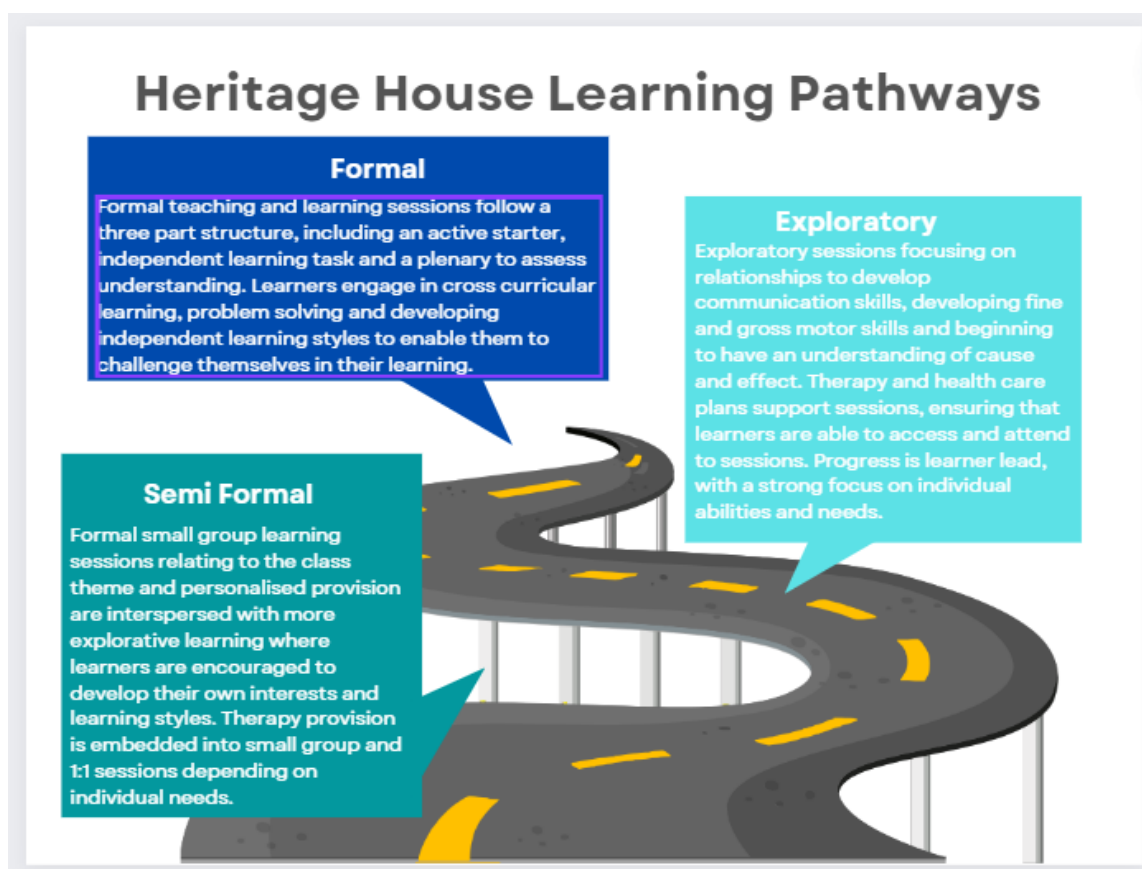 Heritage House Learning Pathways
Formal
Formal teaching and learning sessions follow a
three part structure, including an active starter,
independent learning task and a plenary to assess
understanding. Learners engage in cross curricular
learning, problem solving and developing
independent learning styles to enable them to
challenge themselves in their learning.
Exploratory
Exploratory sessions focusing on
relationships to develop
communication skills, developing fine
and gross motor skills and beginning
to have an understanding of cause
and effect. Therapy and health care
plans support sessions, ensuring that
learners are able to access and attend
to sessions. Progress is learner lead,
with a strong focus on individual
abilities and needs.
Semi Formal
Formal small group learning
sessions relating to the class
theme and personalised provision
are interspersed with more
explorative learning where
learners are encouraged to
develop their own interests and
learning styles. Therapy provision
is embedded into small group and
1:1 sessions depending on
individual needs.